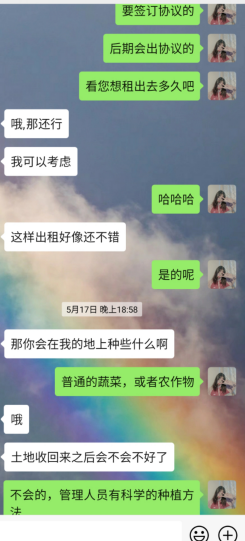 要签订协议的
后期会出协议的
看您想租出去多久吧
哦,那还行
我可以考虑
哈哈哈
这样出租好像还不错
是的呢
5月17日 晚上18:58
那你会在我的地上种些什么啊
普通的蔬菜，或者农作物
哦
土地收回来之后会不会不好了
不会的，管理人员有科学的种植方
法